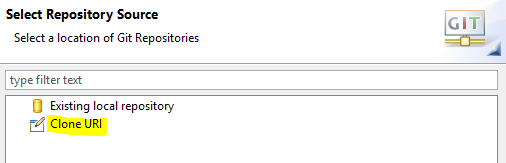 Select Repository Source
Select a location of Git Repositories
GIT
type filter text
Existing local repository
Clone URI